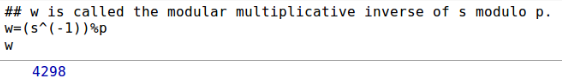 ## w is called the modular multiplicative inverse of s modulo p.
w=(s^(-1))%p
w
4298